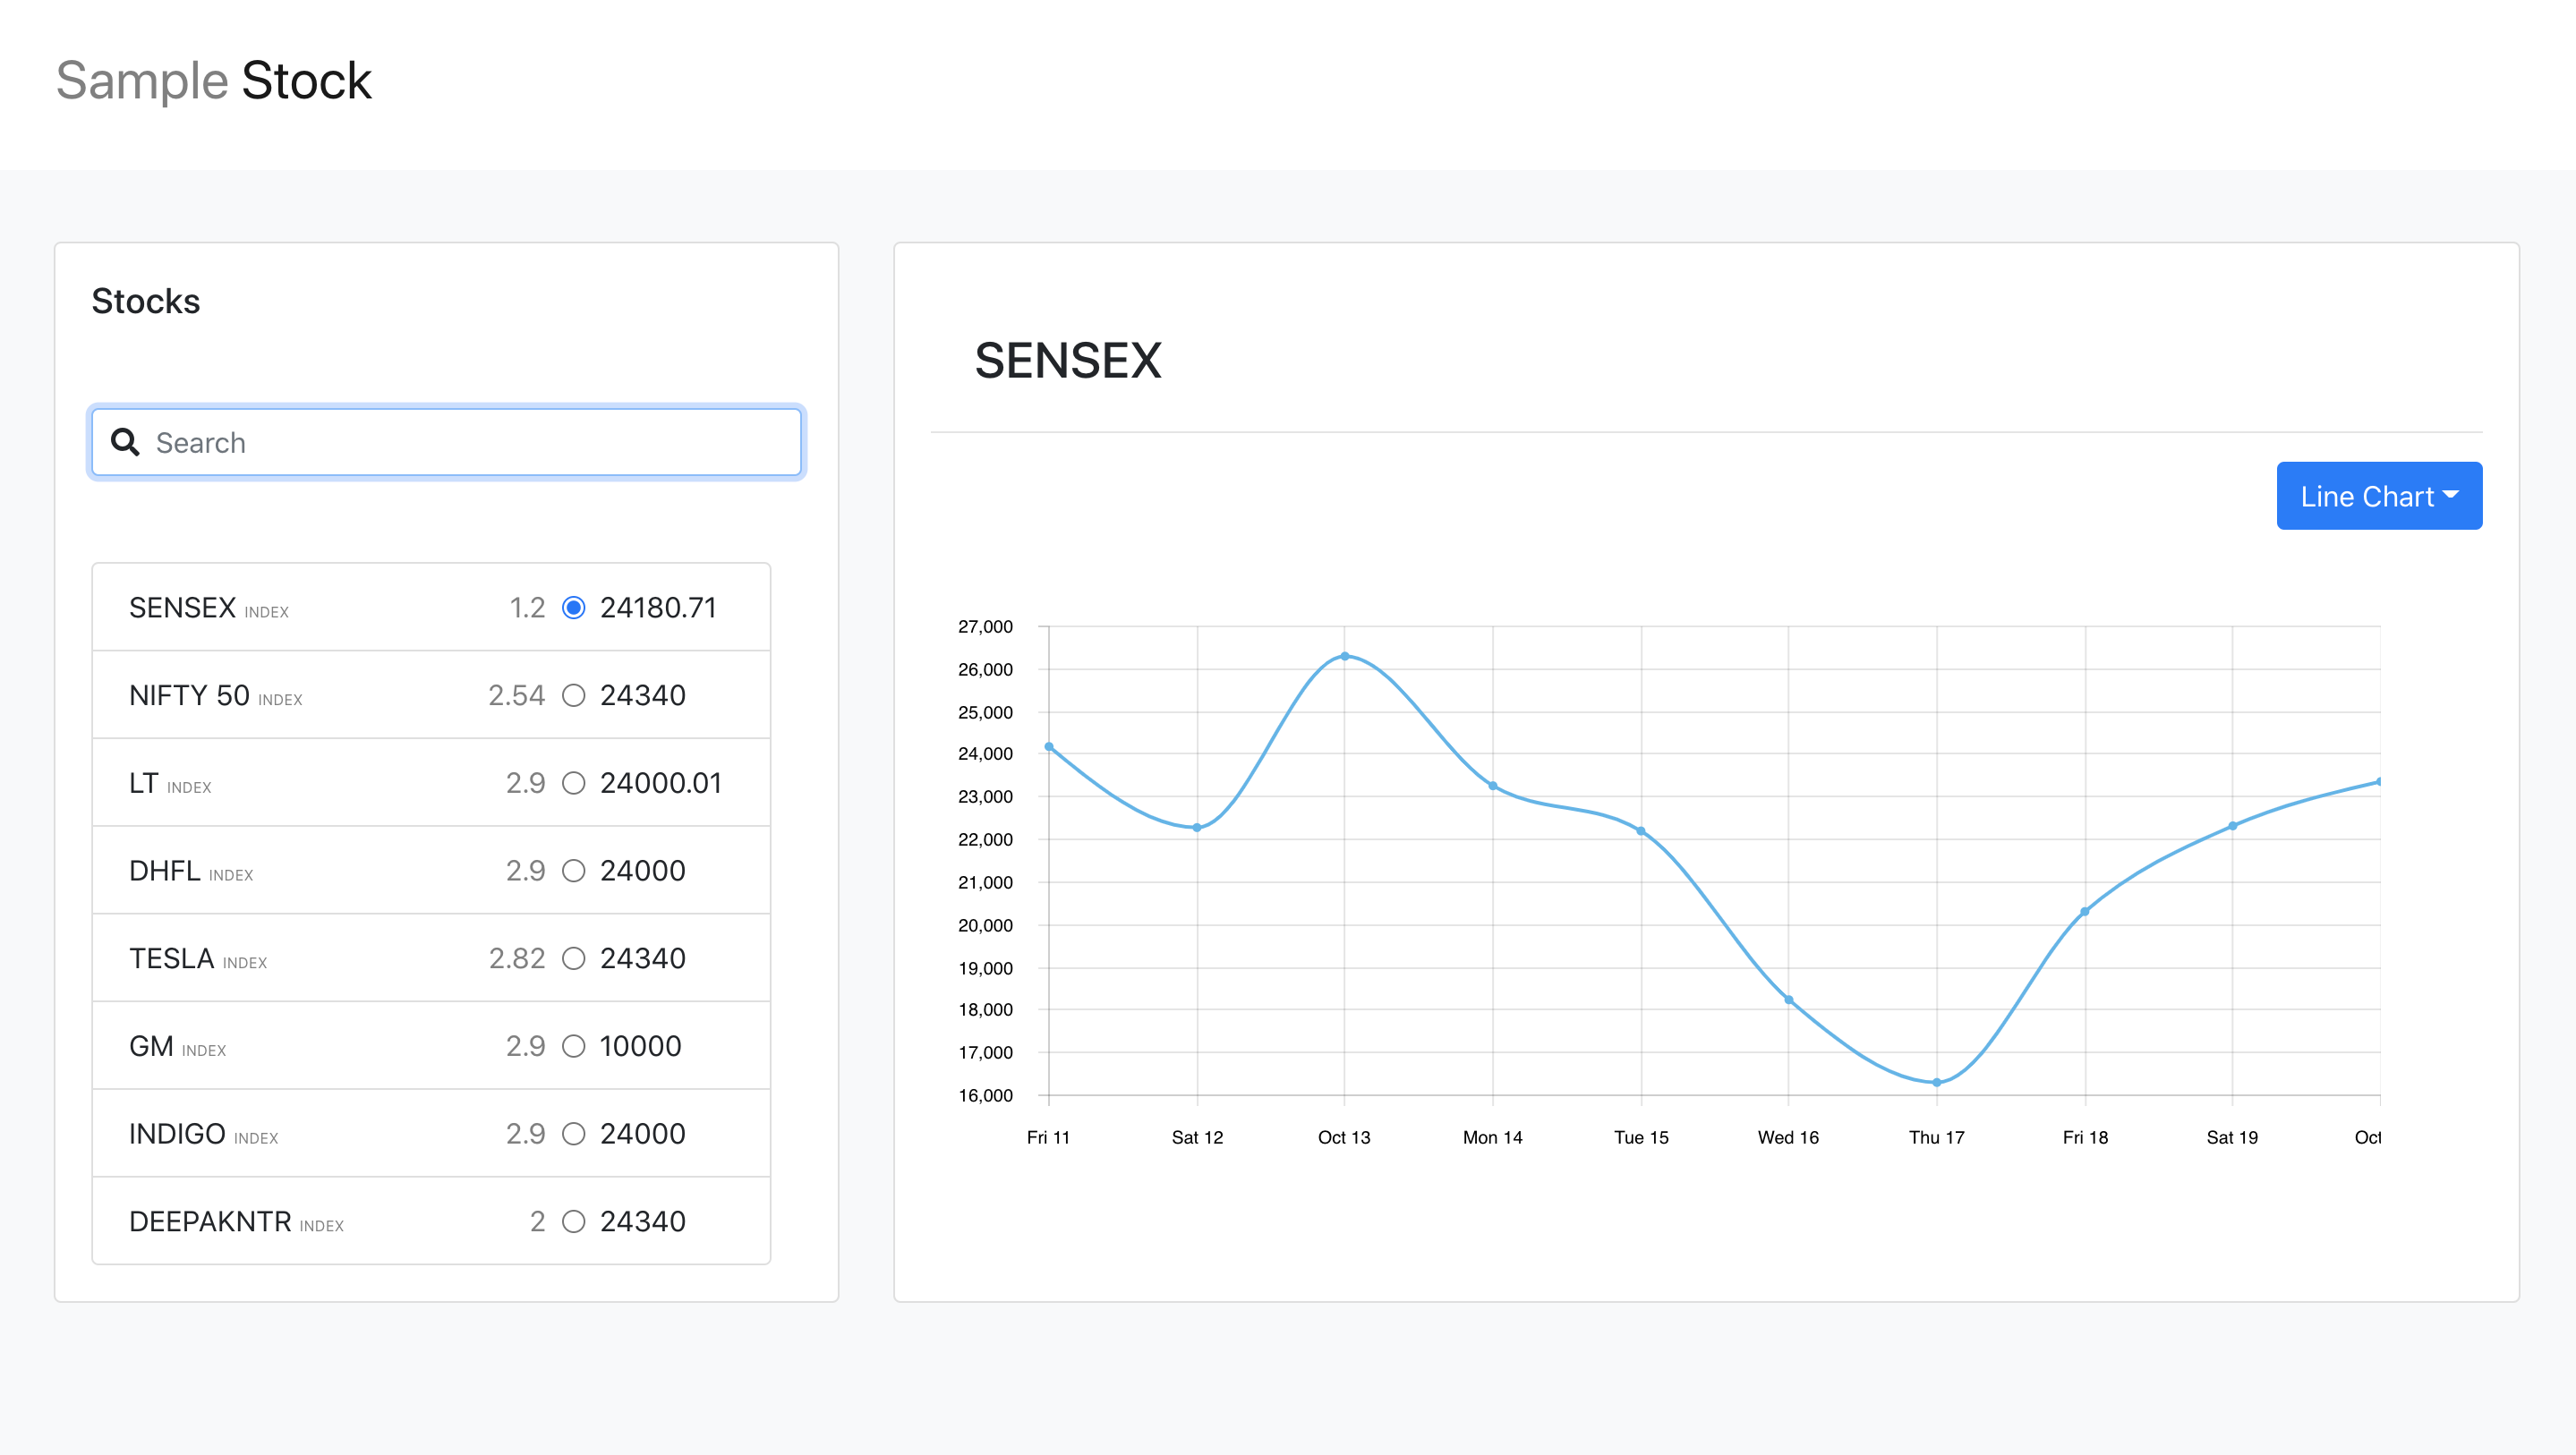 Sample Stock
Stocks
Search
SENSEX INDEX 1.2 24180.71
NIFTY 50 INDEX 2.54 24340
LT INDEX 2.9 24000.01
DHFL INDEX 2.9 24000
TESLA INDEX 2.82 24340
GM INDEX 2.9 10000
INDIGO INDEX 2.9 24000
DEEPAKNTR INDEX 2 24340
SENSEX
Line Chart
27,000
26,000
25,000
24,000
23,000
22,000
21,000
20,000
19,000
18,000
17,000
16,000
Fri 11 Sat 12 Oct 13 Mon 14 Tue 15 Wed 16 Thu 17 Fri 18 Sat 19 Oct